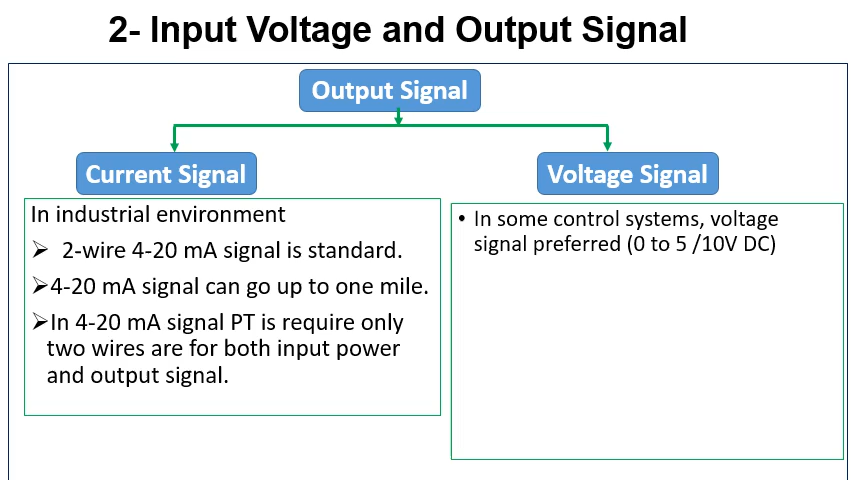 2- Input Voltage and Output Signal
Output Signal
Current Signal
Voltage Signal
In industrial environment
➢ 2-wire 4-20 mA signal is standard.
➢4-20 mA signal can go up to one mile.
➢In 4-20 mA signal PT is require only
two wires are for both input power
and output signal.
• In some control systems, voltage
signal preferred (0 to 5 /10V DC)